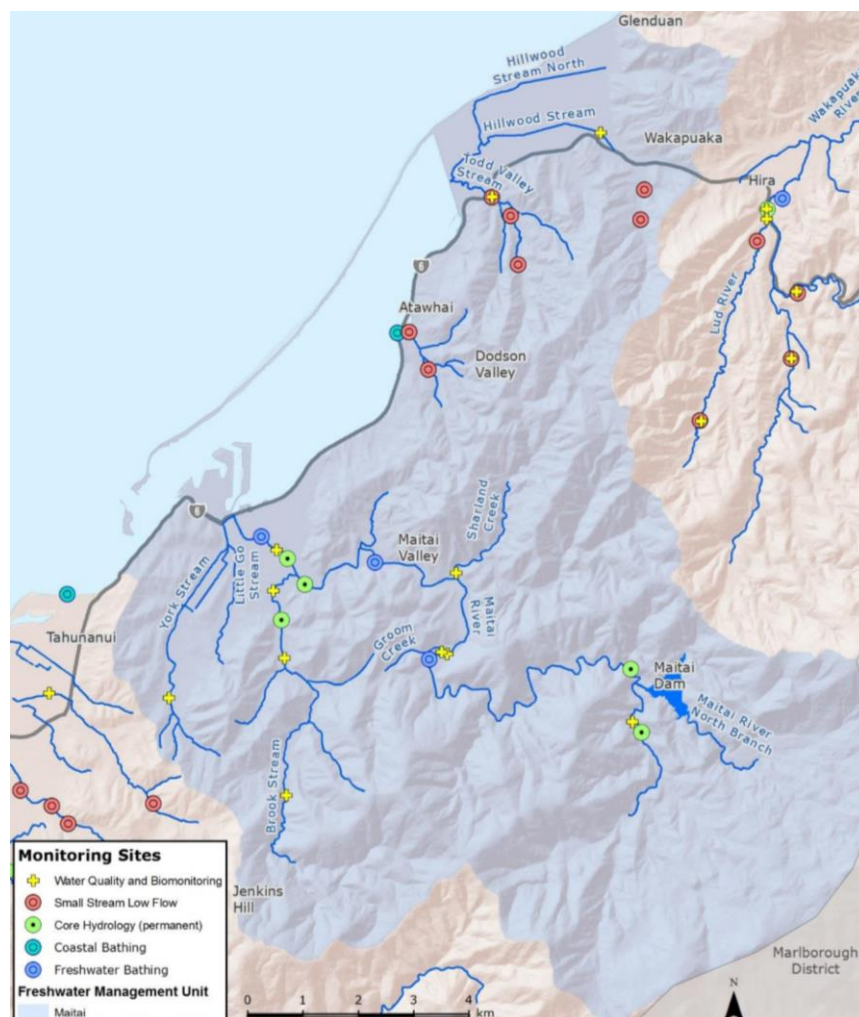 Glenduan
Hillwood
Stream North
Wakapuaka
River
Hillwood Stream
Wakapuaka
Todd Valley
Stream
Hira
6
Lud River
Atawhai
Dodson
Valley
Sharland
Creek
6
Maitai
Valley
Little Go
Stream
York Stream
Maitai
River
Tahunanui
Groom
Creek
Maitai
Dam
Maitai River
North Branch
Brook Stream
Monitoring Sites
Water Quality and Biomonitoring
Small Stream Low Flow
Core Hydrology (permanent)
Coastal Bathing
Freshwater Bathing
Freshwater Management Unit
Maitai
Jenkins
Hill
Marlborough
District
N
0 1 2 3 4
km